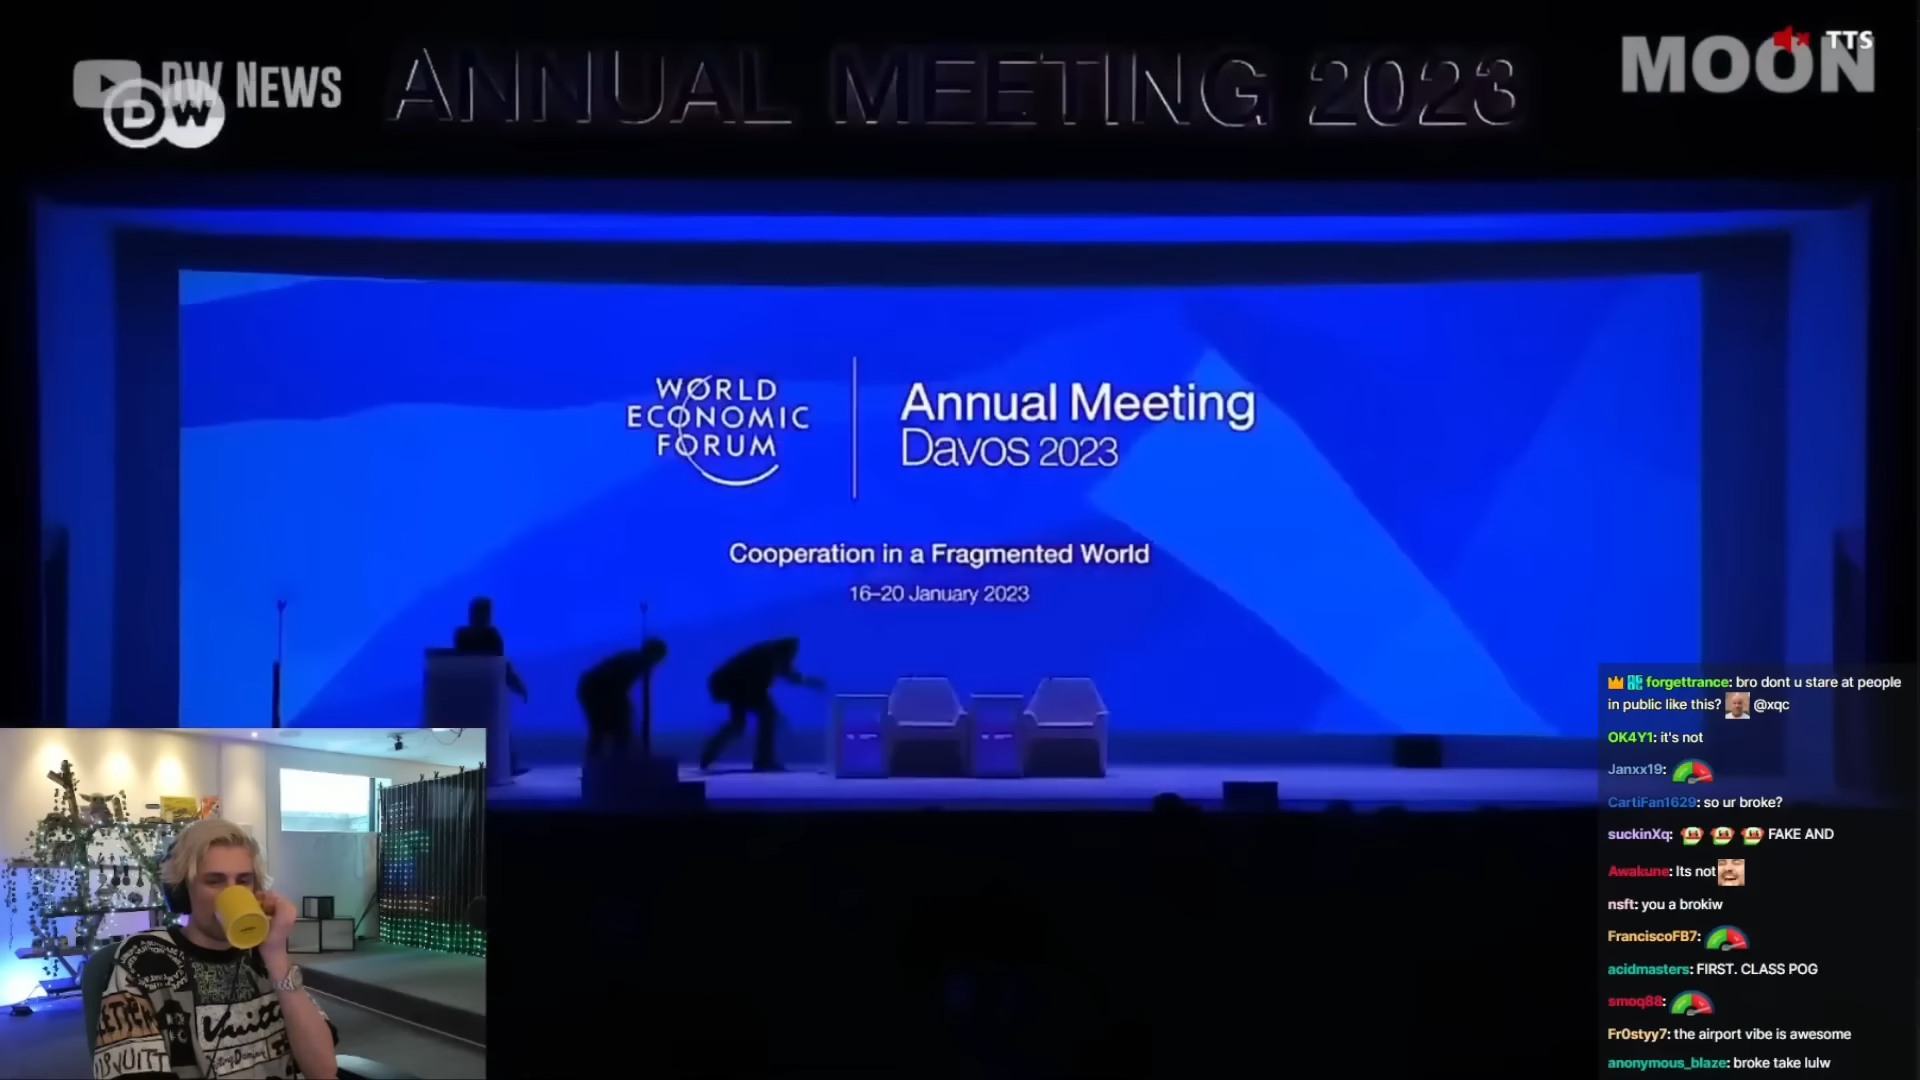 DW NEWS
DW
ANNUAL MEETING 2023
MOON
TTS
WORLD
ECONOMIC
FORUM
Annual Meeting
Davos 2023
Cooperation in a Fragmented World
16–20 January 2023
forgettrance: bro dont u stare at people
in public like this? @xqc
OK4Y1: it's not
Janxx19:
CartiFan1629: so ur broke?
suckinXq: FAKE AND
Awakune: Its not
nsft: you a brokiw
FranciscoFB7:
acidmasters: FIRST. CLASS POG
smoq88:
Fr0styy7: the airport vibe is awesome
anonymous_blaze: broke take lulw